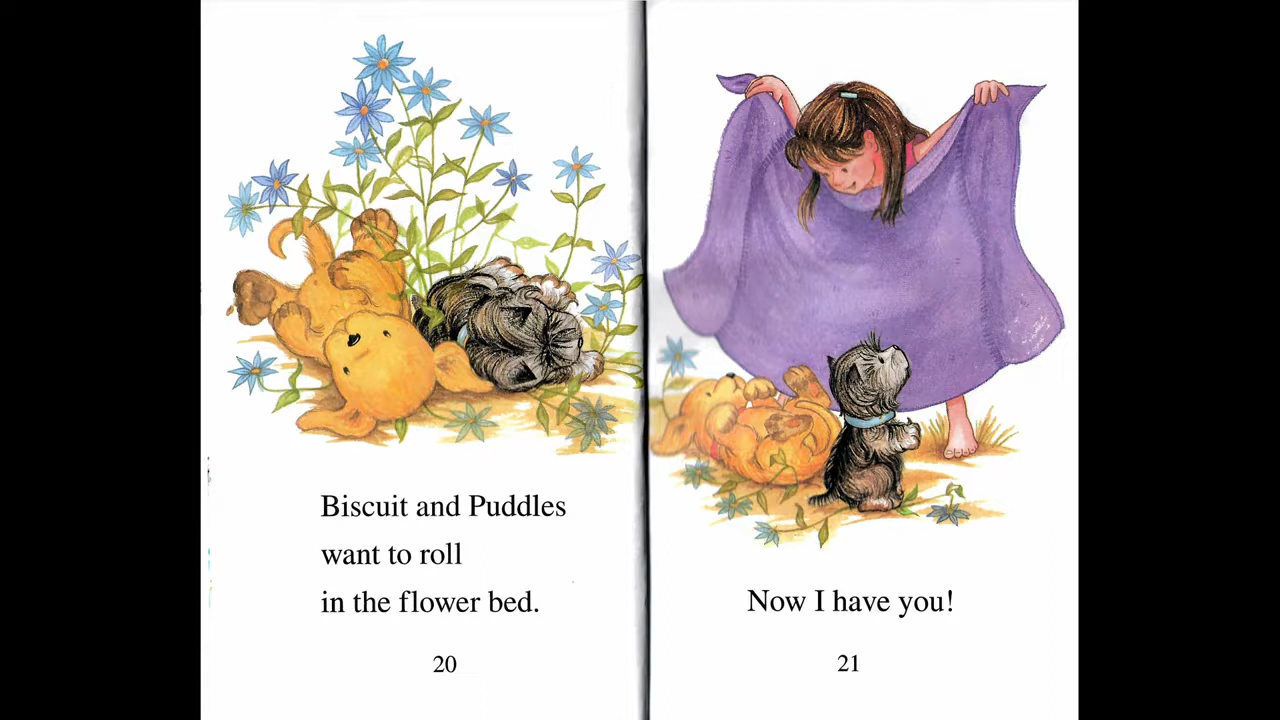 Biscuit and Puddles
want to roll
in the flower bed.
20
Now I have you!
21